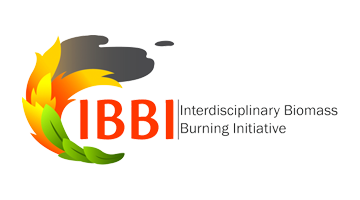 IBBI
Interdisciplinary Biomass
Burning Initiative